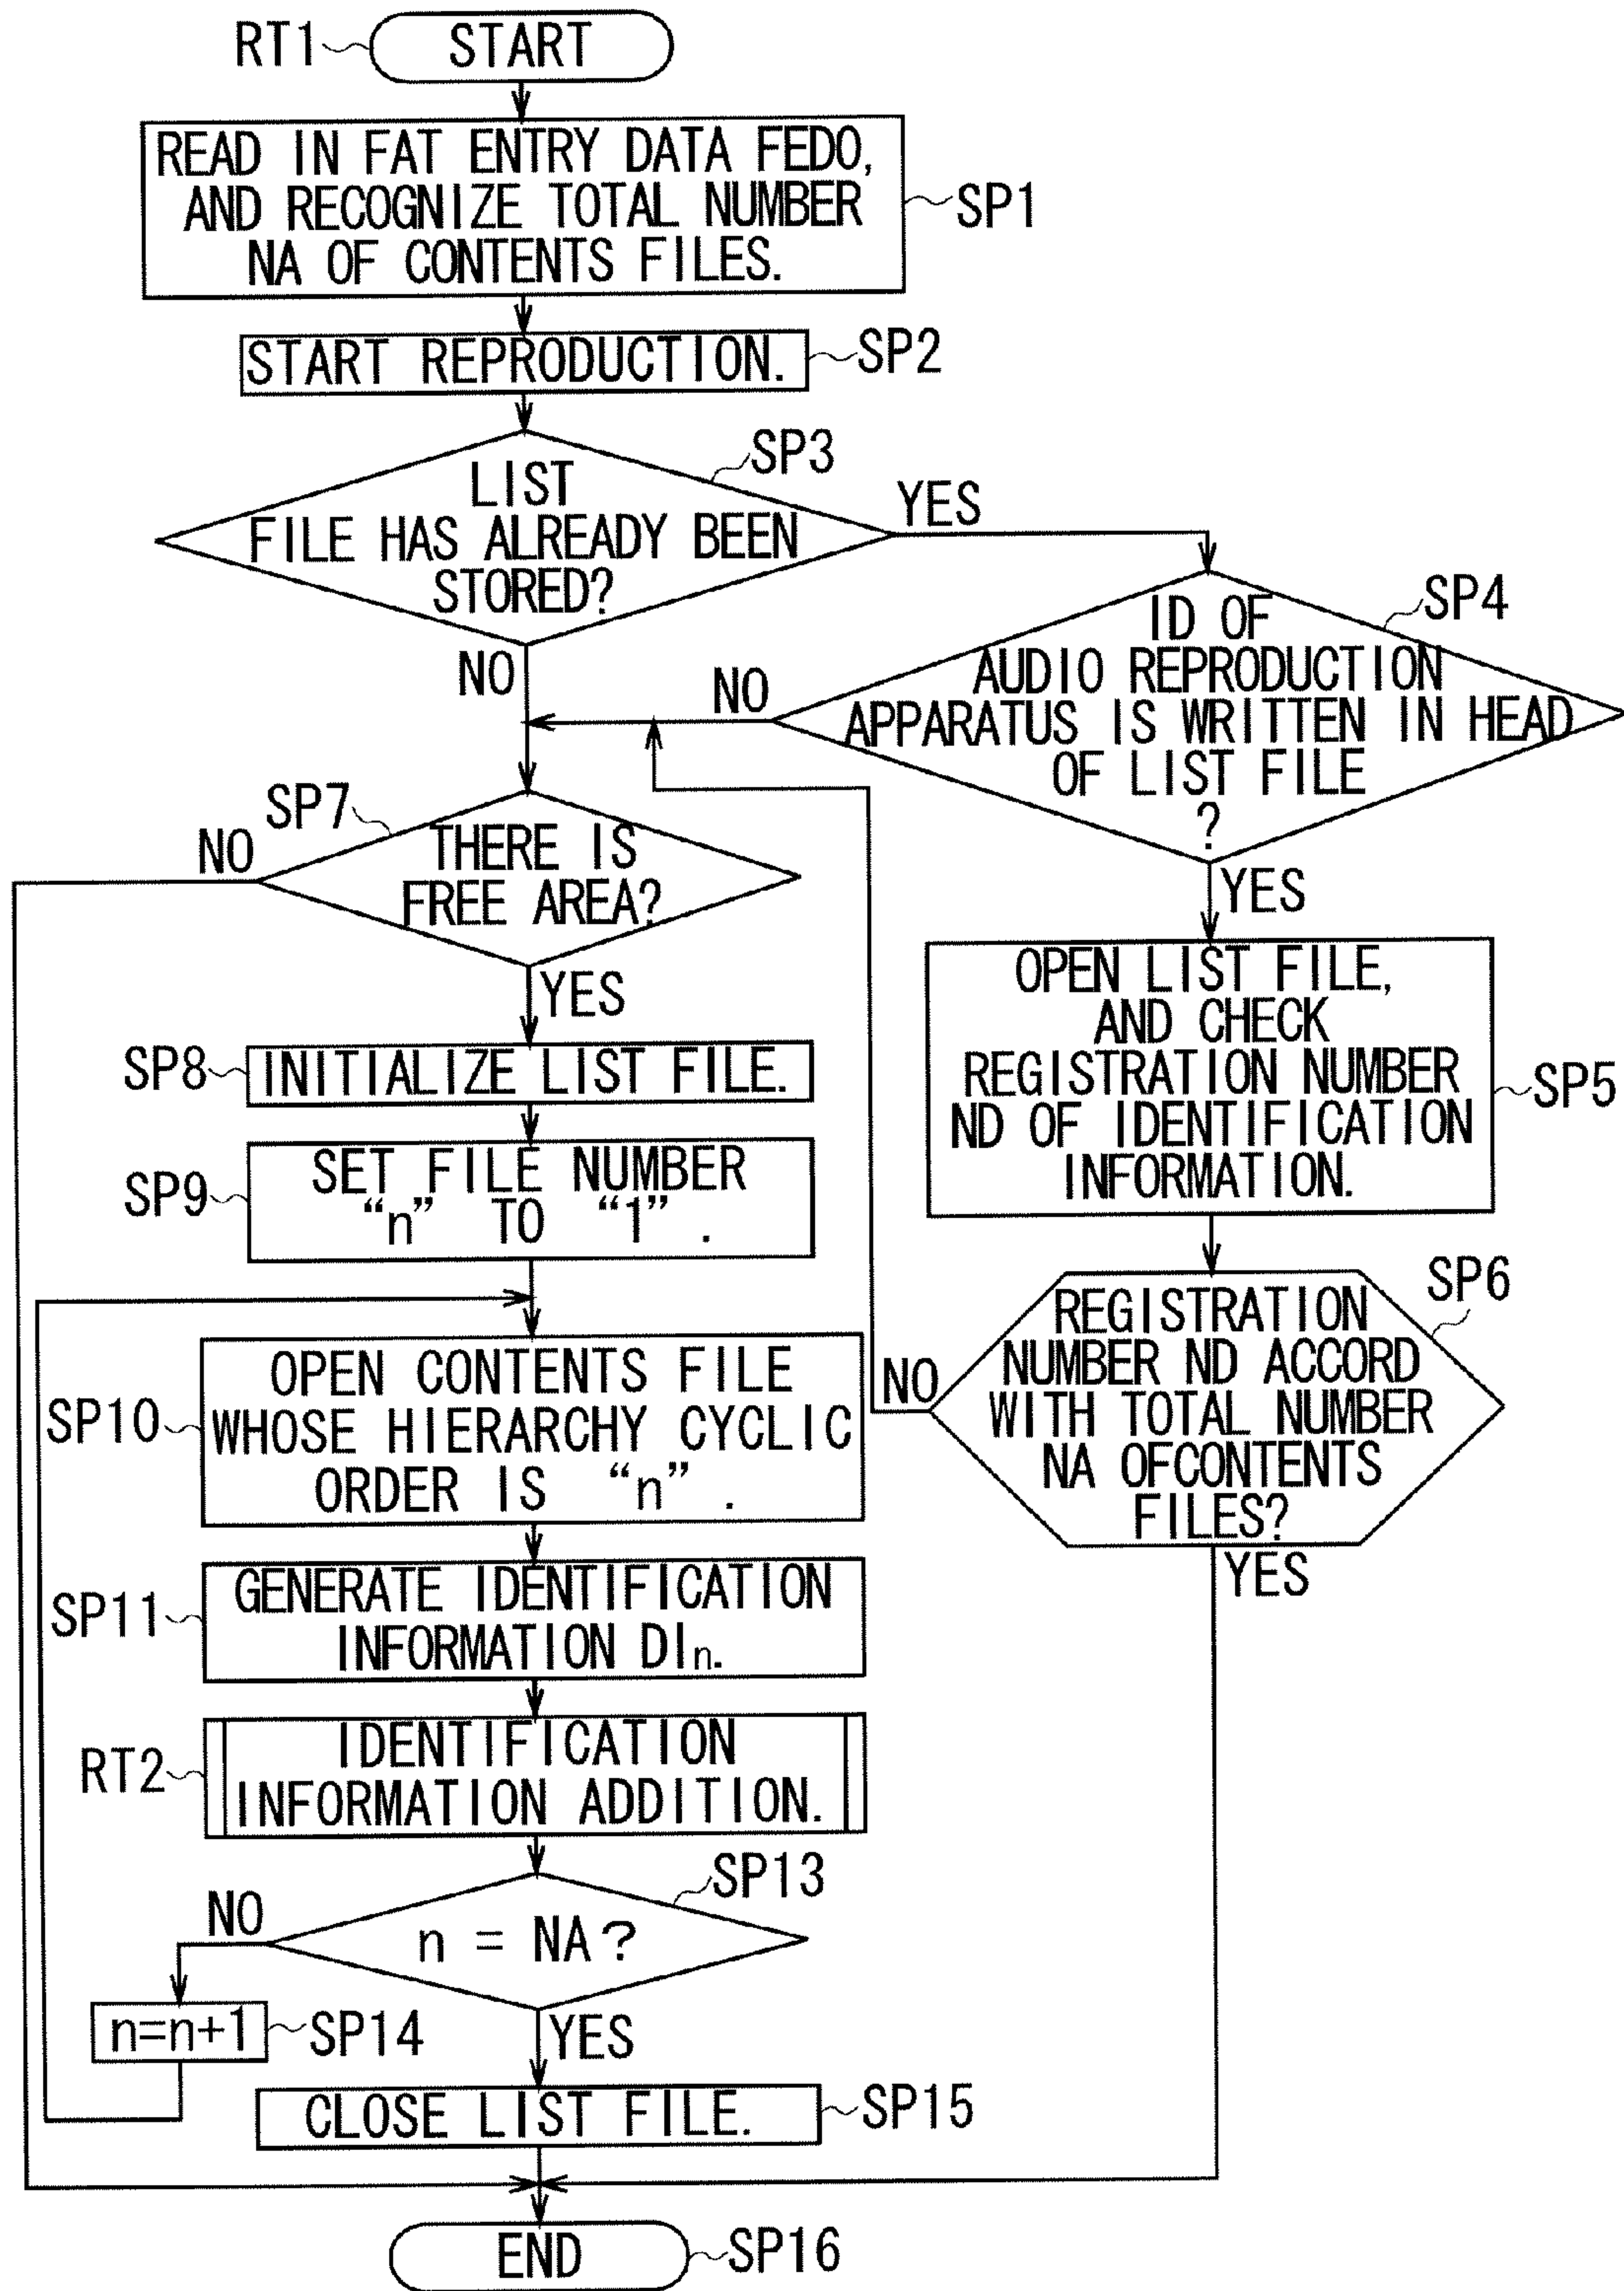 RT1
START
READ IN FAT ENTRY DATA FEDO,
AND RECOGNIZE TOTAL NUMBER
NA OF CONTENTS FILES.
SP1
START REPRODUCTION.
SP2
SP3
LIST
FILE HAS ALREADY BEEN
STORED?
YES
NO
SP4
ID OF
AUDIO REPRODUCTION
APPARATUS IS WRITTEN IN HEAD
OF LIST FILE
?
NO
YES
SP7
THERE IS
FREE AREA?
NO
YES
OPEN LIST FILE,
AND CHECK
REGISTRATION NUMBER
ND OF IDENTIFICATION
INFORMATION.
SP5
SP8
INITIALIZE LIST FILE.
SP9
SET FILE NUMBER
“n” TO “1”.
SP6
REGISTRATION
NUMBER ND ACCORD
WITH TOTAL NUMBER
NA OFCONTENTS
FILES?
NO
YES
SP10
OPEN CONTENTS FILE
WHOSE HIERARCHY CYCLIC
ORDER IS “n”.
SP11
GENERATE IDENTIFICATION
INFORMATION DIn.
RT2
IDENTIFICATION
INFORMATION ADDITION.
SP13
n = NA?
NO
YES
n=n+1
SP14
CLOSE LIST FILE.
SP15
END
SP16